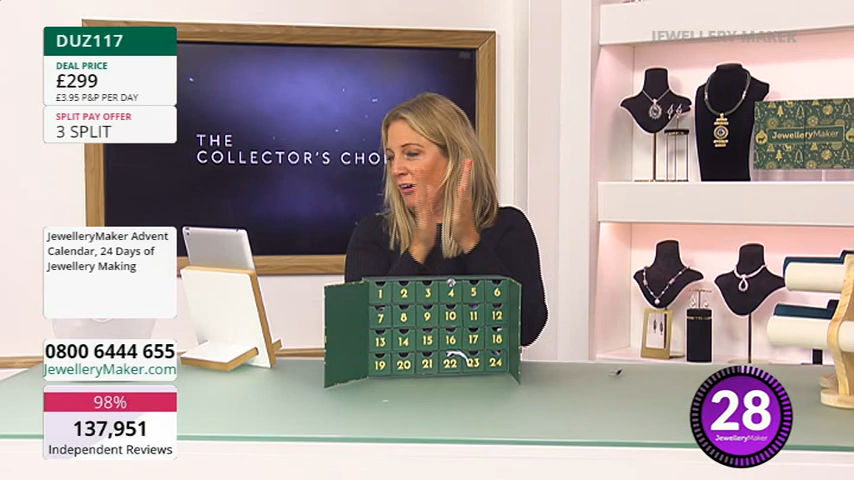 DUZ117
DEAL PRICE
£299
£3.95 P&P PER DAY
SPLIT PAY OFFER
3 SPLIT
JewelleryMaker Advent
Calendar, 24 Days of
Jewellery Making
0800 6444 655
JewelleryMaker.com
98%
137,951
Independent Reviews
THE
COLLECTOR'S CHO
JEWELLERY MAKER
JewelleryMaker
1 2 3 4 5 6
7 8 9 10 11 12
13 14 15 16 17 18
19 20 21 22 23 24
28
JewelleryMaker